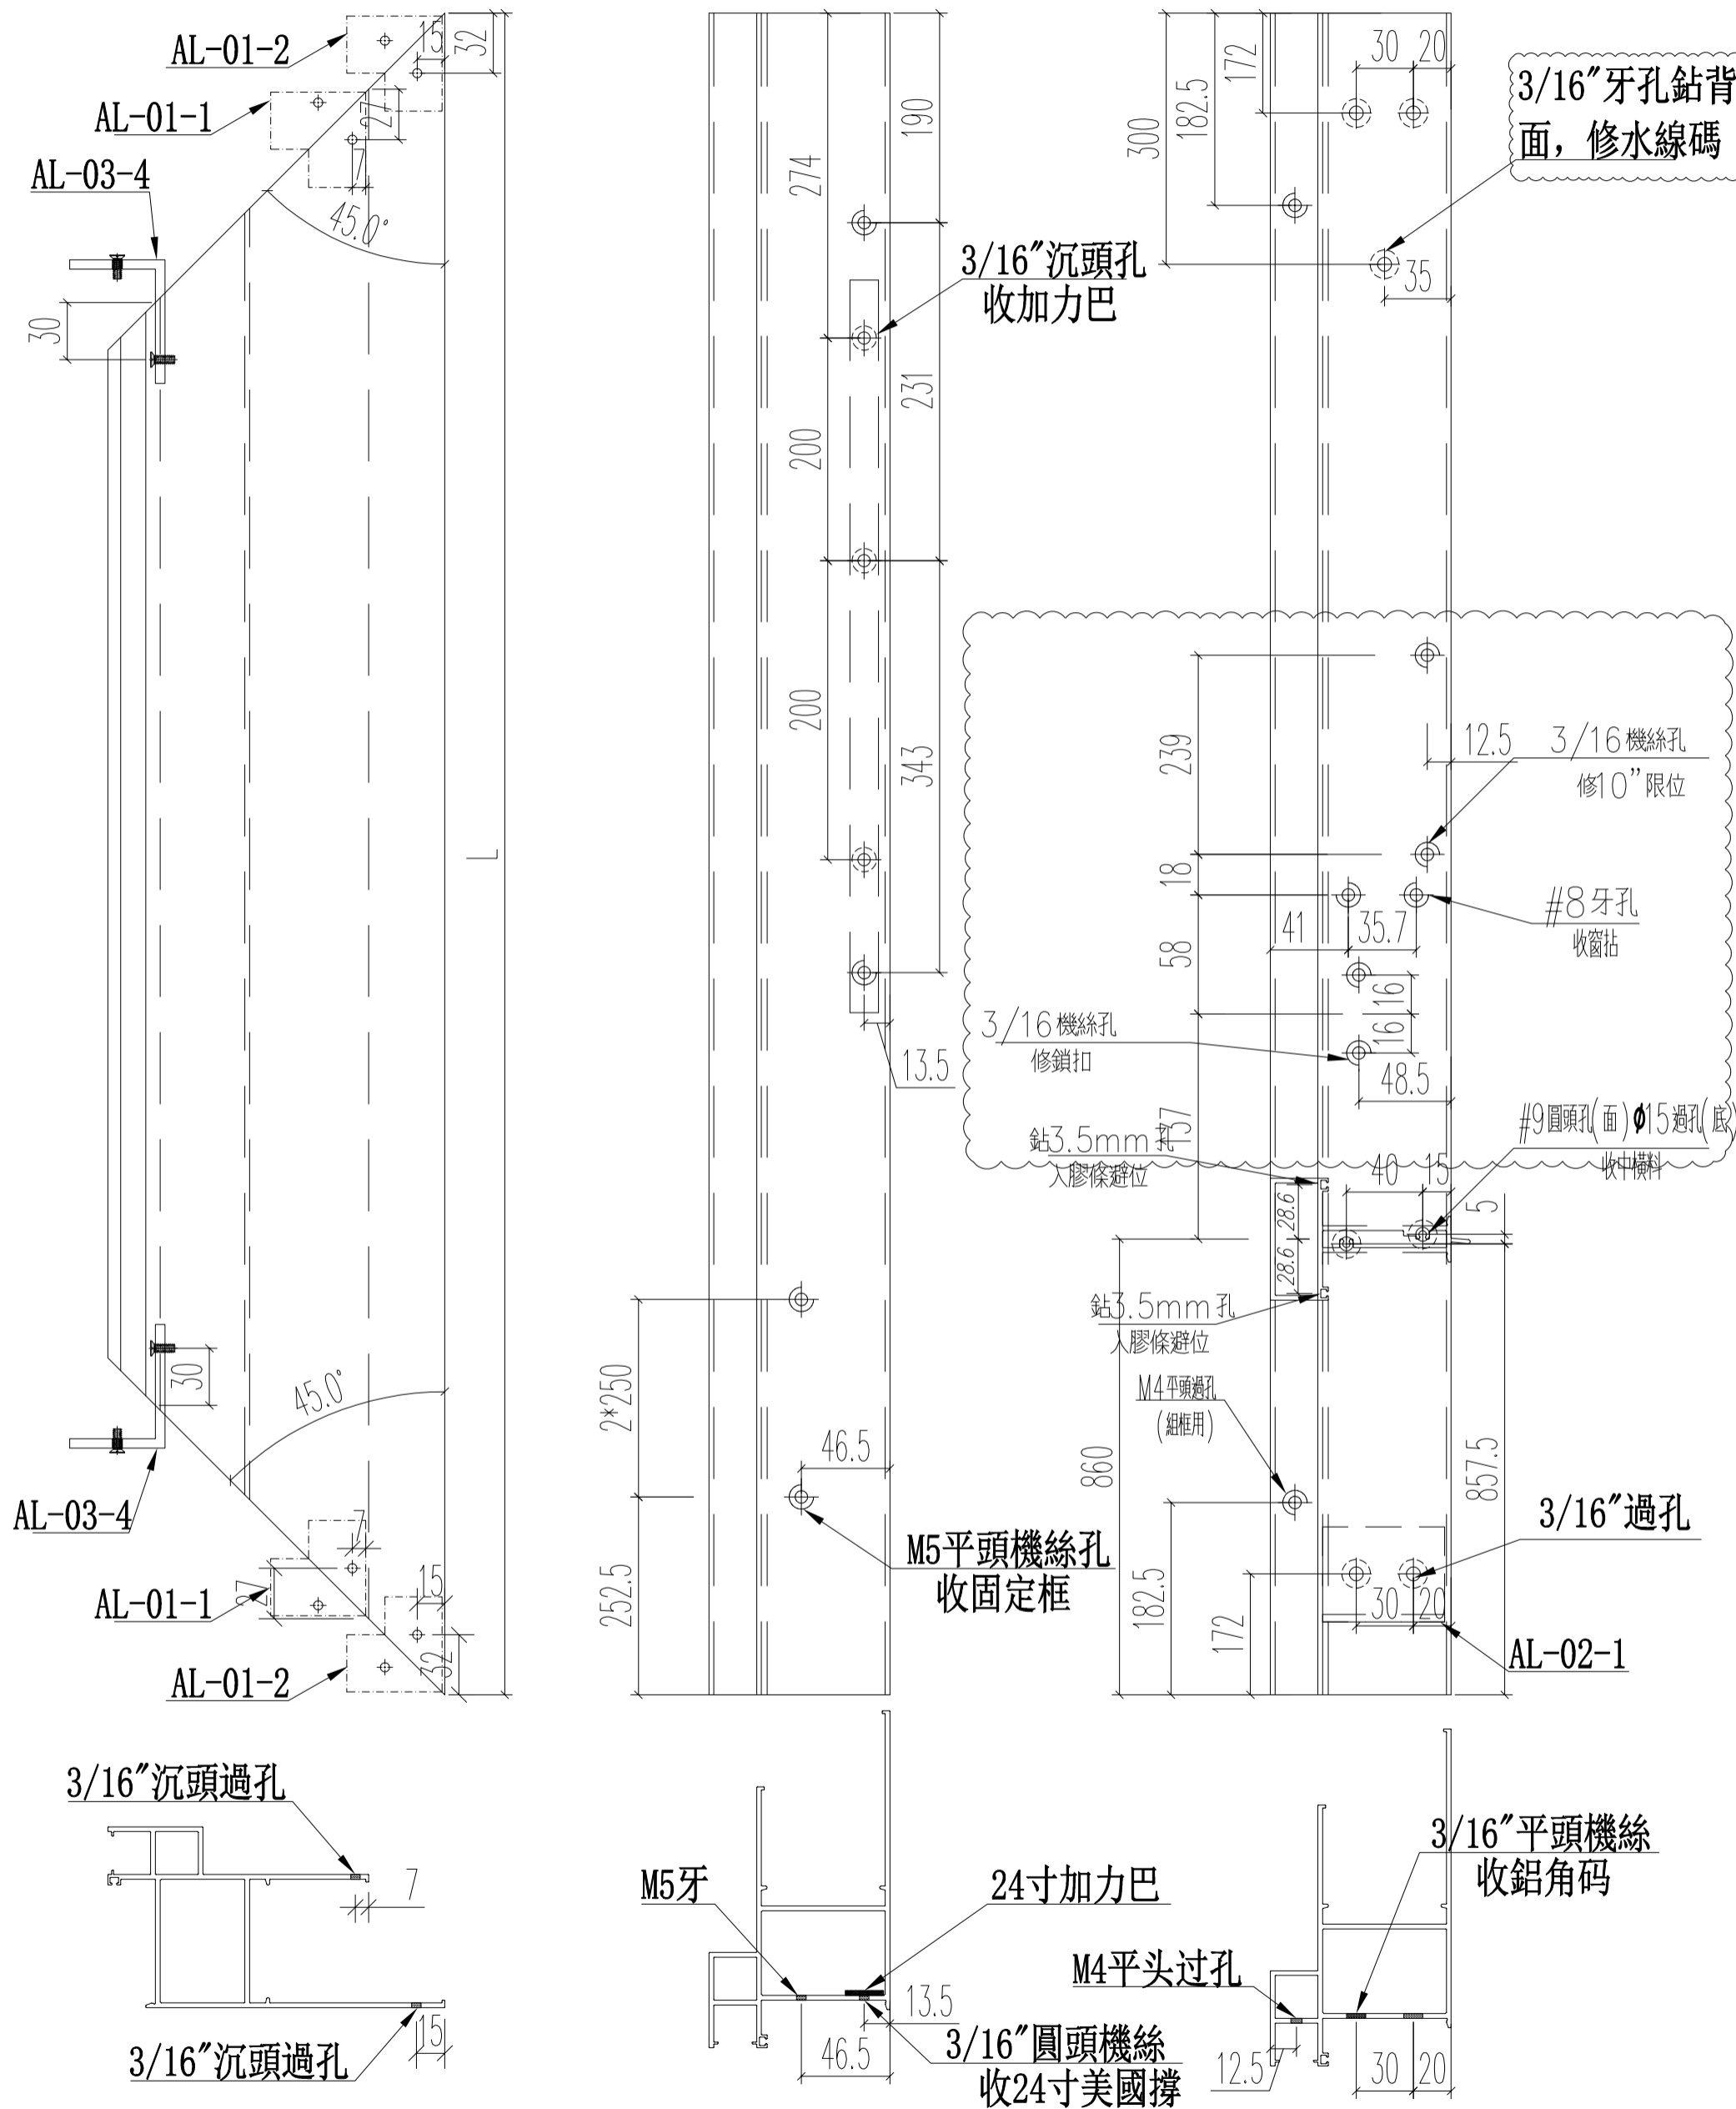 AL-01-2
AL-01-1
AL-03-4
15
32
27
7
45.0°
30
L
30
45.0°
AL-03-4
7
15
AL-01-1
27
32
AL-01-2
190
274
3/16″沉頭孔
收加力巴
231
200
200
343
13.5
2*250
46.5
M5平頭機絲孔
收固定框
252.5
30
20
172
182.5
300
3/16″牙孔鉆背
面，修水線碼
35
239
12.5
3/16機絲孔
修10”限位
18
#8牙孔
收窗拈
41
35.7
58
16
16
3/16機絲孔
修鎖扣
48.5
137
#9圓頭孔(面)ϕ15過孔(底)
收中橫料
鉆3.5mm孔
入膠條避位
40
15
5
28.6
28.6
鉆3.5mm孔
入膠條避位
M4平頭過孔
(組框用)
860
857.5
3/16″過孔
182.5
172
30
20
AL-02-1
3/16″沉頭過孔
7
3/16″沉頭過孔
15
M5牙
24寸加力巴
13.5
46.5
3/16″圓頭機絲
收24寸美國撐
3/16″平頭機絲
收鋁角码
M4平头过孔
12.5
30
20